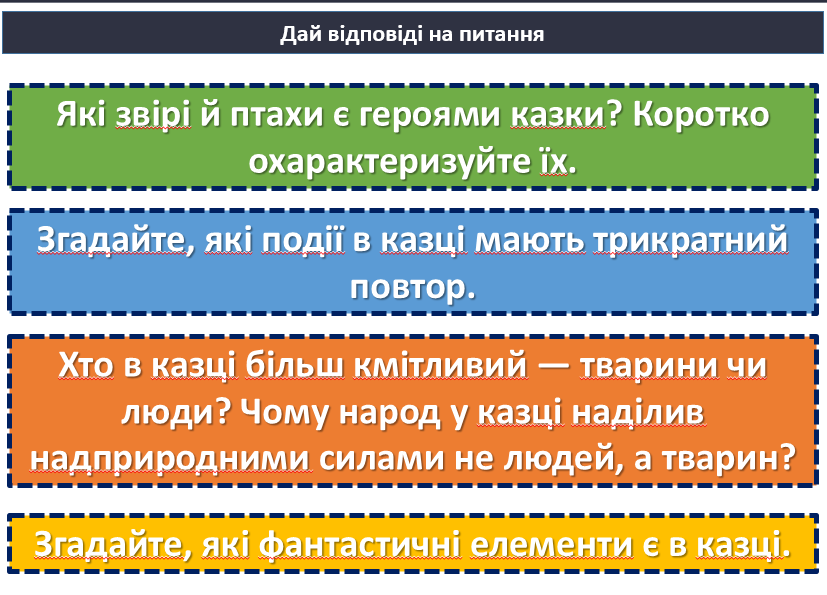 Дай відповіді на питання
Які звірі й птахи є героями казки? Коротко
охарактеризуйте їх.
Згадайте, які події в казці мають трикратний
повтор.
Хто в казці більш кмітливий — тварини чи
люди? Чому народ у казці наділив
надприродними силами не людей, а тварин?
Згадайте, які фантастичні елементи є в казці.